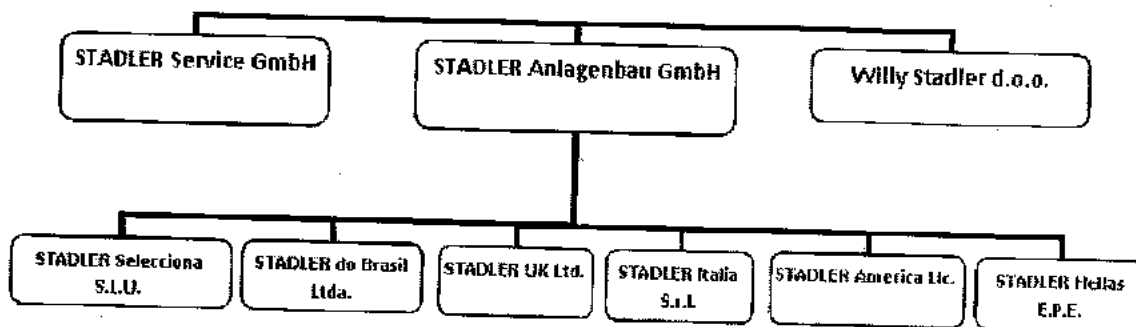 STADLER Service GmbH
STADLER Anlagenbau GmbH
Willy Stadler d.o.o.
STADLER Selecciona
S.L.U.
STADLER do Brasil
Ltda.
STADLER UK Ltd.
STADLER Italia
S.r.L
STADLER America Llc.
STADLER Hellas
E.P.E.